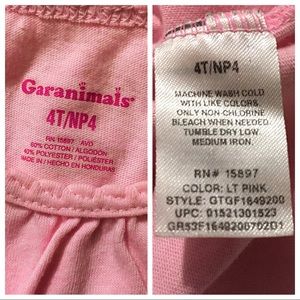 Garanimals®
4T/NP4
RN 15897 AVD
60% COTTON / ALGODÓN
40% POLYESTER / POLIÉSTER
MADE IN / HECHO EN HONDURAS
4T/NP4
MACHINE WASH COLD
WITH LIKE COLORS.
ONLY NON-CHLORINE
BLEACH WHEN NEEDED.
TUMBLE DRY LOW.
MEDIUM IRON.
RN# 15897
COLOR: LT PINK
STYLE: GTGF1649200
UPC: 01521301523